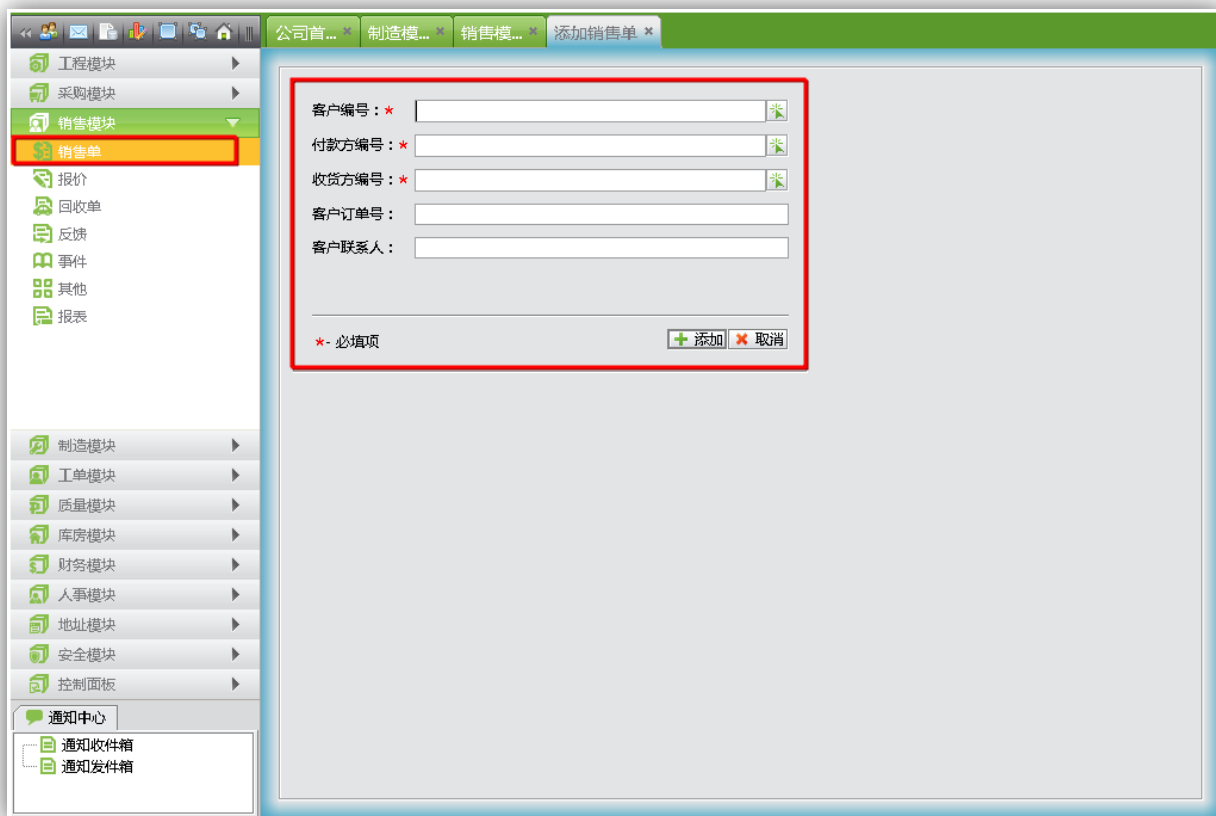 公司首...
制造模...
销售模...
添加销售单
工程模块
采购模块
销售模块
销售单
报价
回收单
反馈
事件
其他
报表
制造模块
工单模块
质量模块
库房模块
财务模块
人事模块
地址模块
安全模块
控制面板
通知中心
通知收件箱
通知发件箱
客户编号：*
付款方编号：*
收货方编号：*
客户订单号：
客户联系人：
*- 必填项
添加
取消